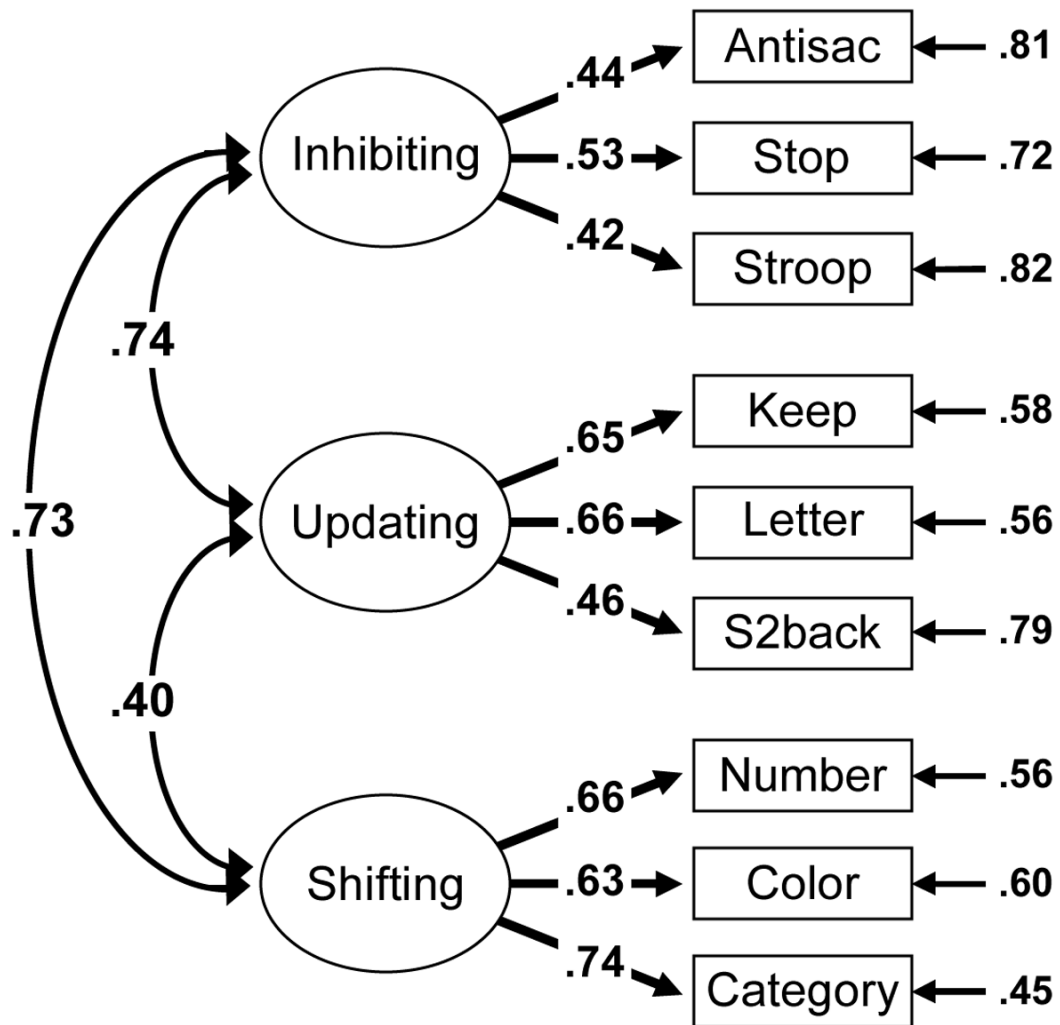 .44 Antisac .81
Inhibiting .53 Stop .72
.42 Stroop .82
.74
.65 Keep .58
.73 Updating .66 Letter .56
.46 S2back .79
.40
.66 Number .56
Shifting .63 Color .60
.74 Category .45